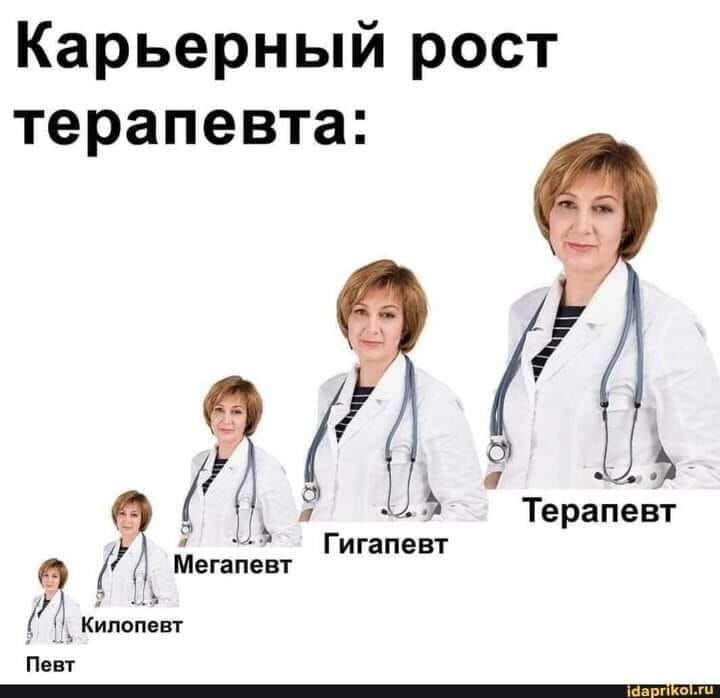 Карьерный рост
терапевта:
Терапевт
Гигапевт
Мегапевт
Килопевт
Певт
idaprikol.ru